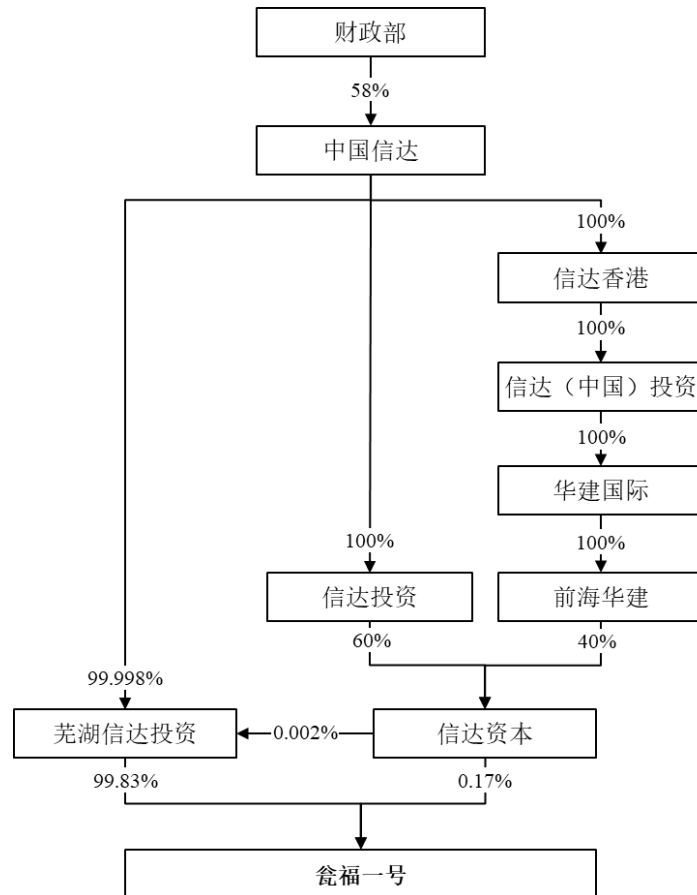 财政部
58%
中国信达
100%
信达香港
100%
信达（中国）投资
100%
华建国际
100%
100%
信达投资
前海华建
60%
40%
99.998%
芜湖信达投资
0.002%
信达资本
99.83%
0.17%
瓮福一号